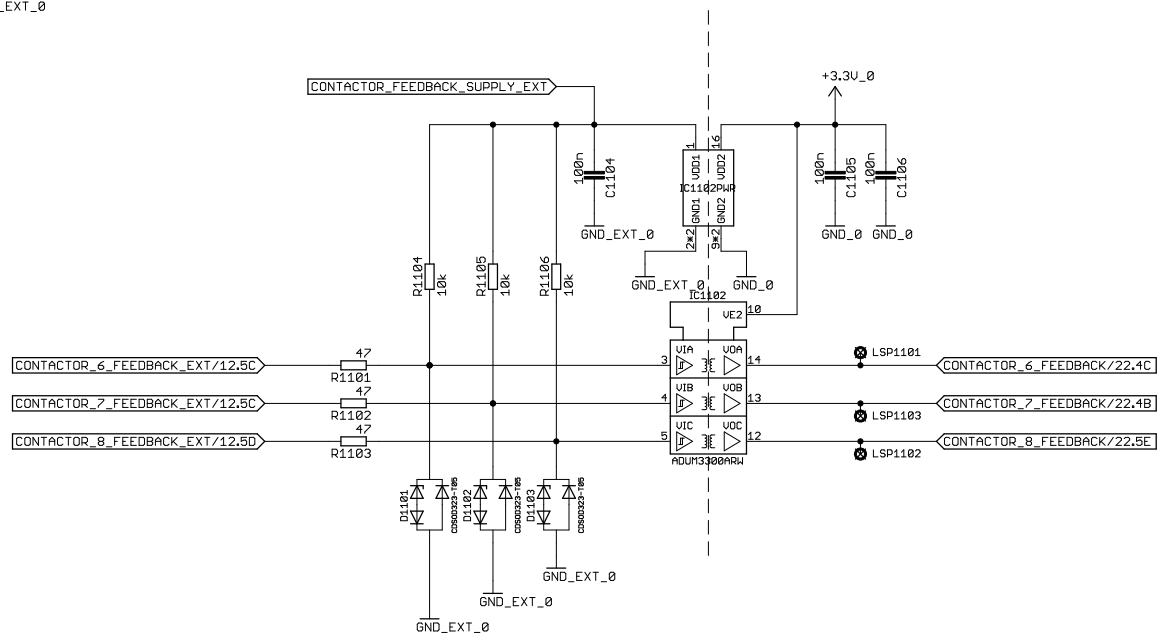 _EXT_0
CONTACTOR_FEEDBACK_SUPPLY_EXT
+3.3V_0
1
16
VDD1
VDD2
IC1102PWR
GND1
GND2
2*2
9*2
100n
C1104
100n
C1105
100n
C1106
GND_EXT_0
GND_0
GND_0
GND_EXT_0
GND_0
R1104
10k
R1105
10k
R1106
10k
IC1102
VE2
10
CONTACTOR_6_FEEDBACK_EXT/12.5C
47
R1101
3
VIA
VOA
14
LSP1101
CONTACTOR_6_FEEDBACK/22.4C
CONTACTOR_7_FEEDBACK_EXT/12.5C
47
R1102
4
VIB
VOB
13
LSP1103
CONTACTOR_7_FEEDBACK/22.4B
CONTACTOR_8_FEEDBACK_EXT/12.5D
47
R1103
5
VIC
VOC
12
LSP1102
CONTACTOR_8_FEEDBACK/22.5E
ADUM3300ARW
D1101
CDSOD323-T05
D1102
CDSOD323-T05
D1103
CDSOD323-T05
GND_EXT_0
GND_EXT_0
GND_EXT_0